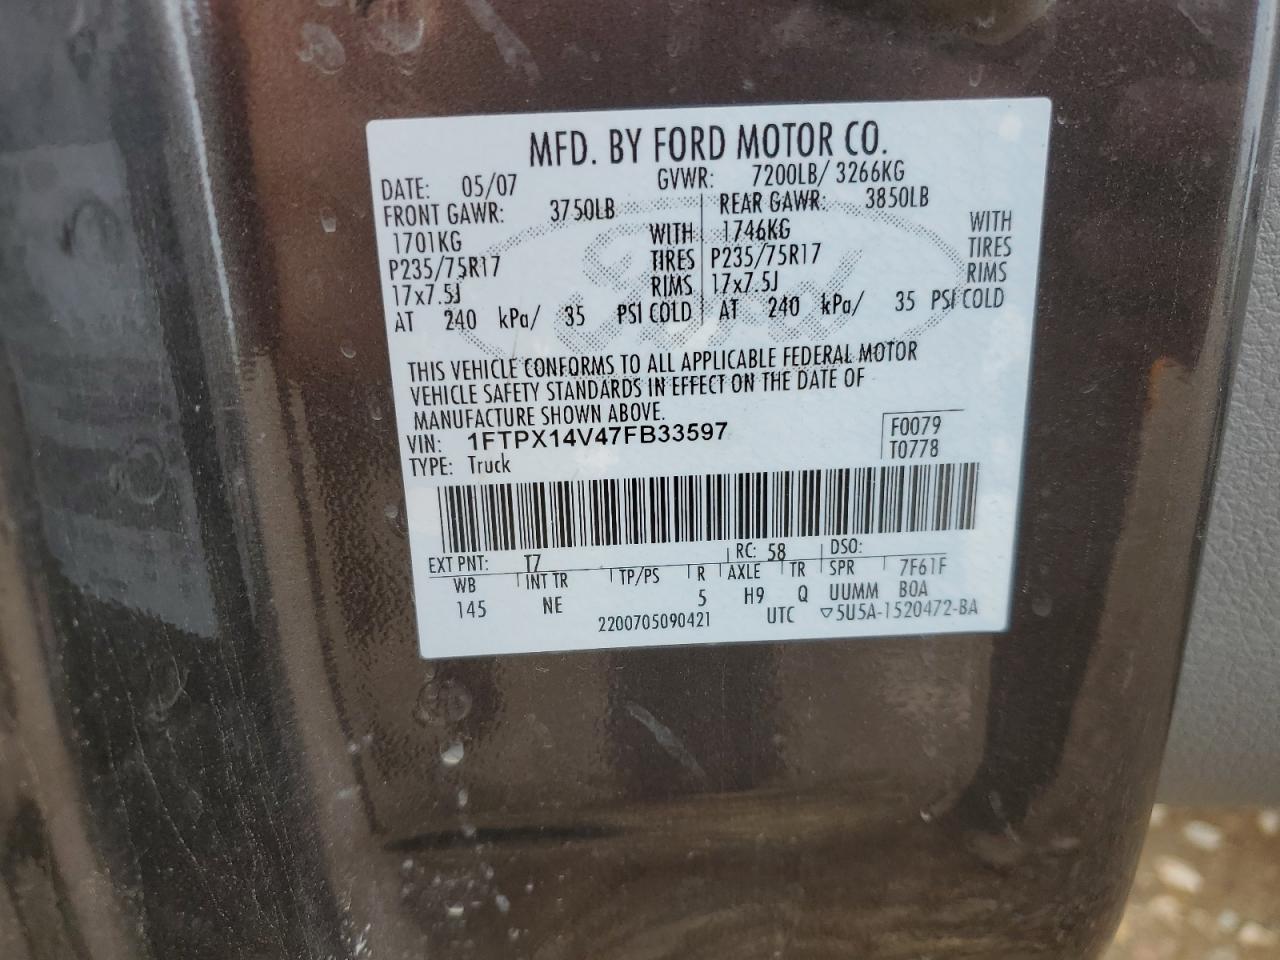 MFD. BY FORD MOTOR CO.
DATE: 05/07 GVWR: 7200LB/ 3266KG
FRONT GAWR: 3750LB REAR GAWR: 3850LB
1701KG WITH 1746KG WITH
P235/75R17 TIRES P235/75R17 TIRES
17x7.5J RIMS 17x7.5J RIMS
AT 240 kPa/ 35 PSI COLD AT 240 kPa/ 35 PSI COLD
THIS VEHICLE CONFORMS TO ALL APPLICABLE FEDERAL MOTOR
VEHICLE SAFETY STANDARDS IN EFFECT ON THE DATE OF
MANUFACTURE SHOWN ABOVE.
VIN: 1FTPX14V47FB33597 F0079
TYPE: Truck T0778
EXT PNT: T7 RC: 58 DSO:
WB INT TR TP/PS R AXLE TR SPR 7F61F
145 NE 5 H9 Q UUMM BOA
2200705090421 UTC ▽5U5A-1520472-BA